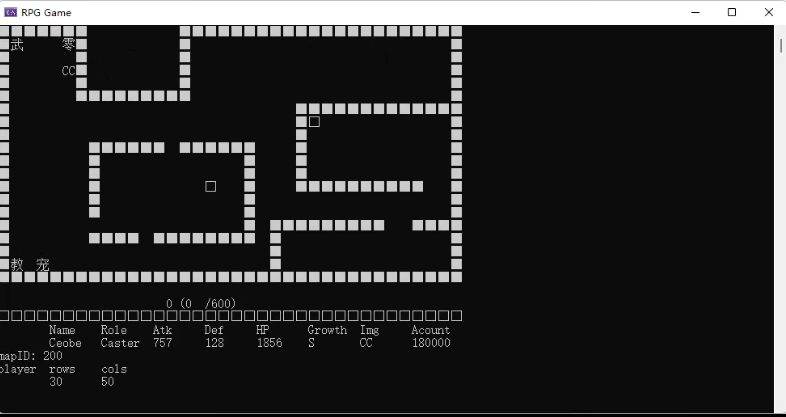 RPG Game
武 零
CC
教 宠
0 (0 /600)
Name Role Atk Def HP Growth Img Acount
Ceobe Caster 757 128 1856 S CC 180000
mapID: 200
player rows cols
30 50